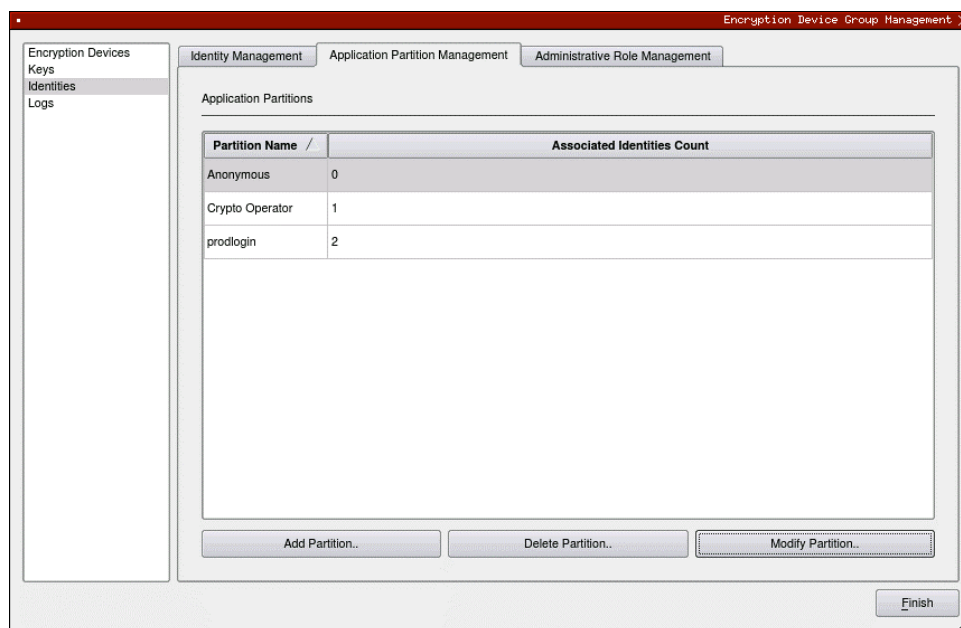 Encryption Device Group Management
Encryption Devices
Keys
Identities
Logs
Identity Management Application Partition Management Administrative Role Management
Application Partitions
Partition Name Associated Identities Count
Anonymous 0
Crypto Operator 1
prodlogin 2
Add Partition.. Delete Partition.. Modify Partition..
Finish